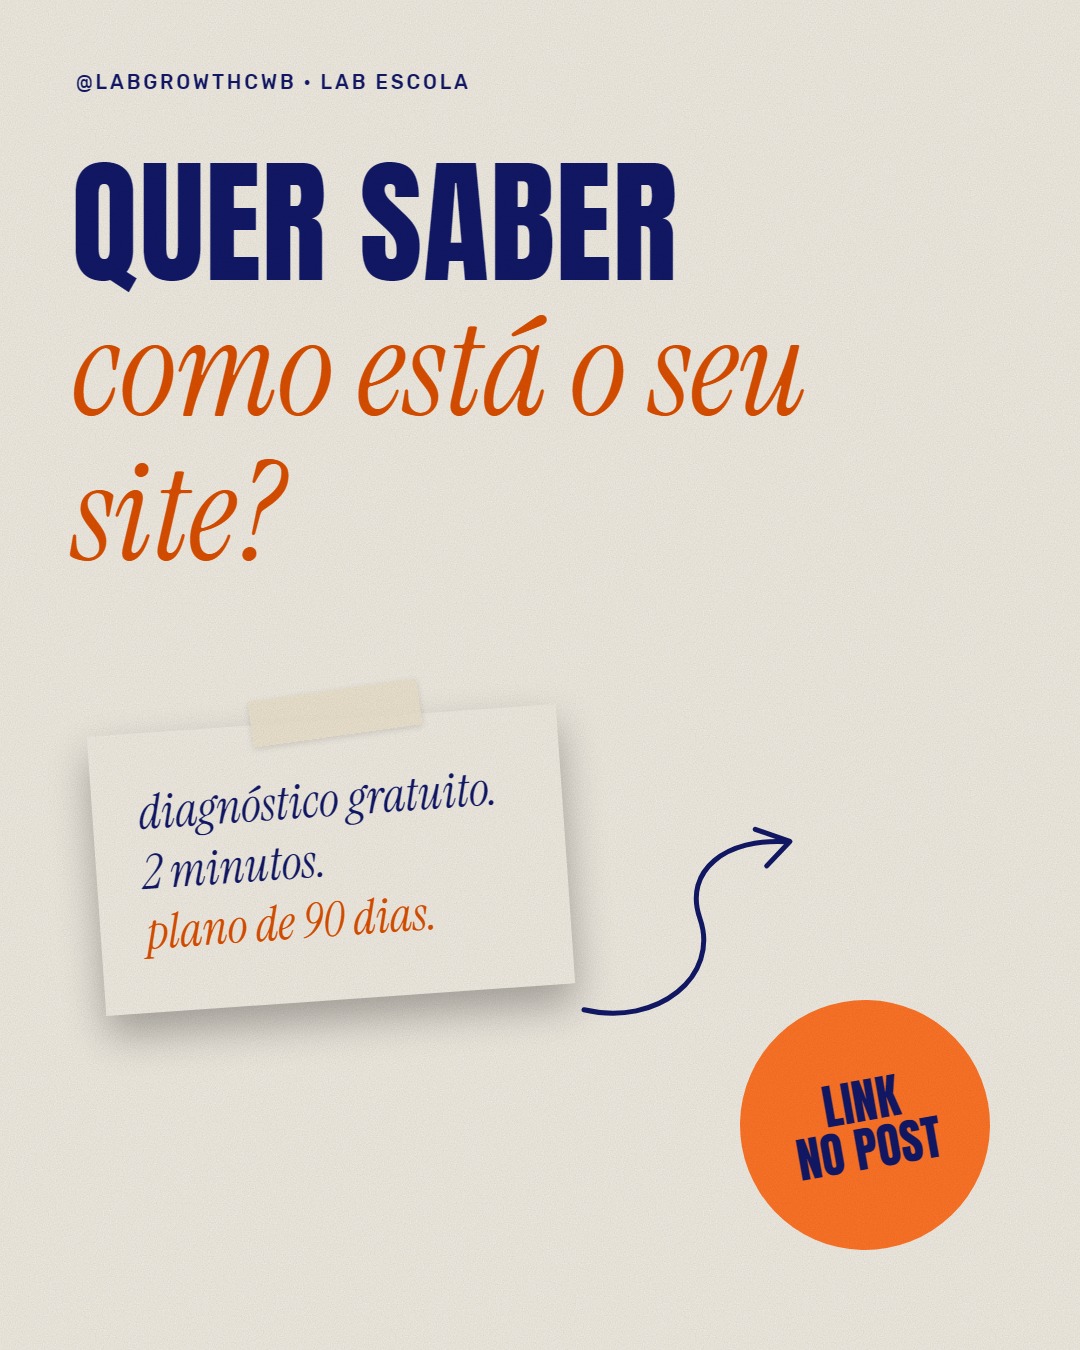 @LABGROWTHCWB • LAB ESCOLA
QUER SABER
como está o seu
site?
diagnóstico gratuito.
2 minutos.
plano de 90 dias.
LINK
NO POST